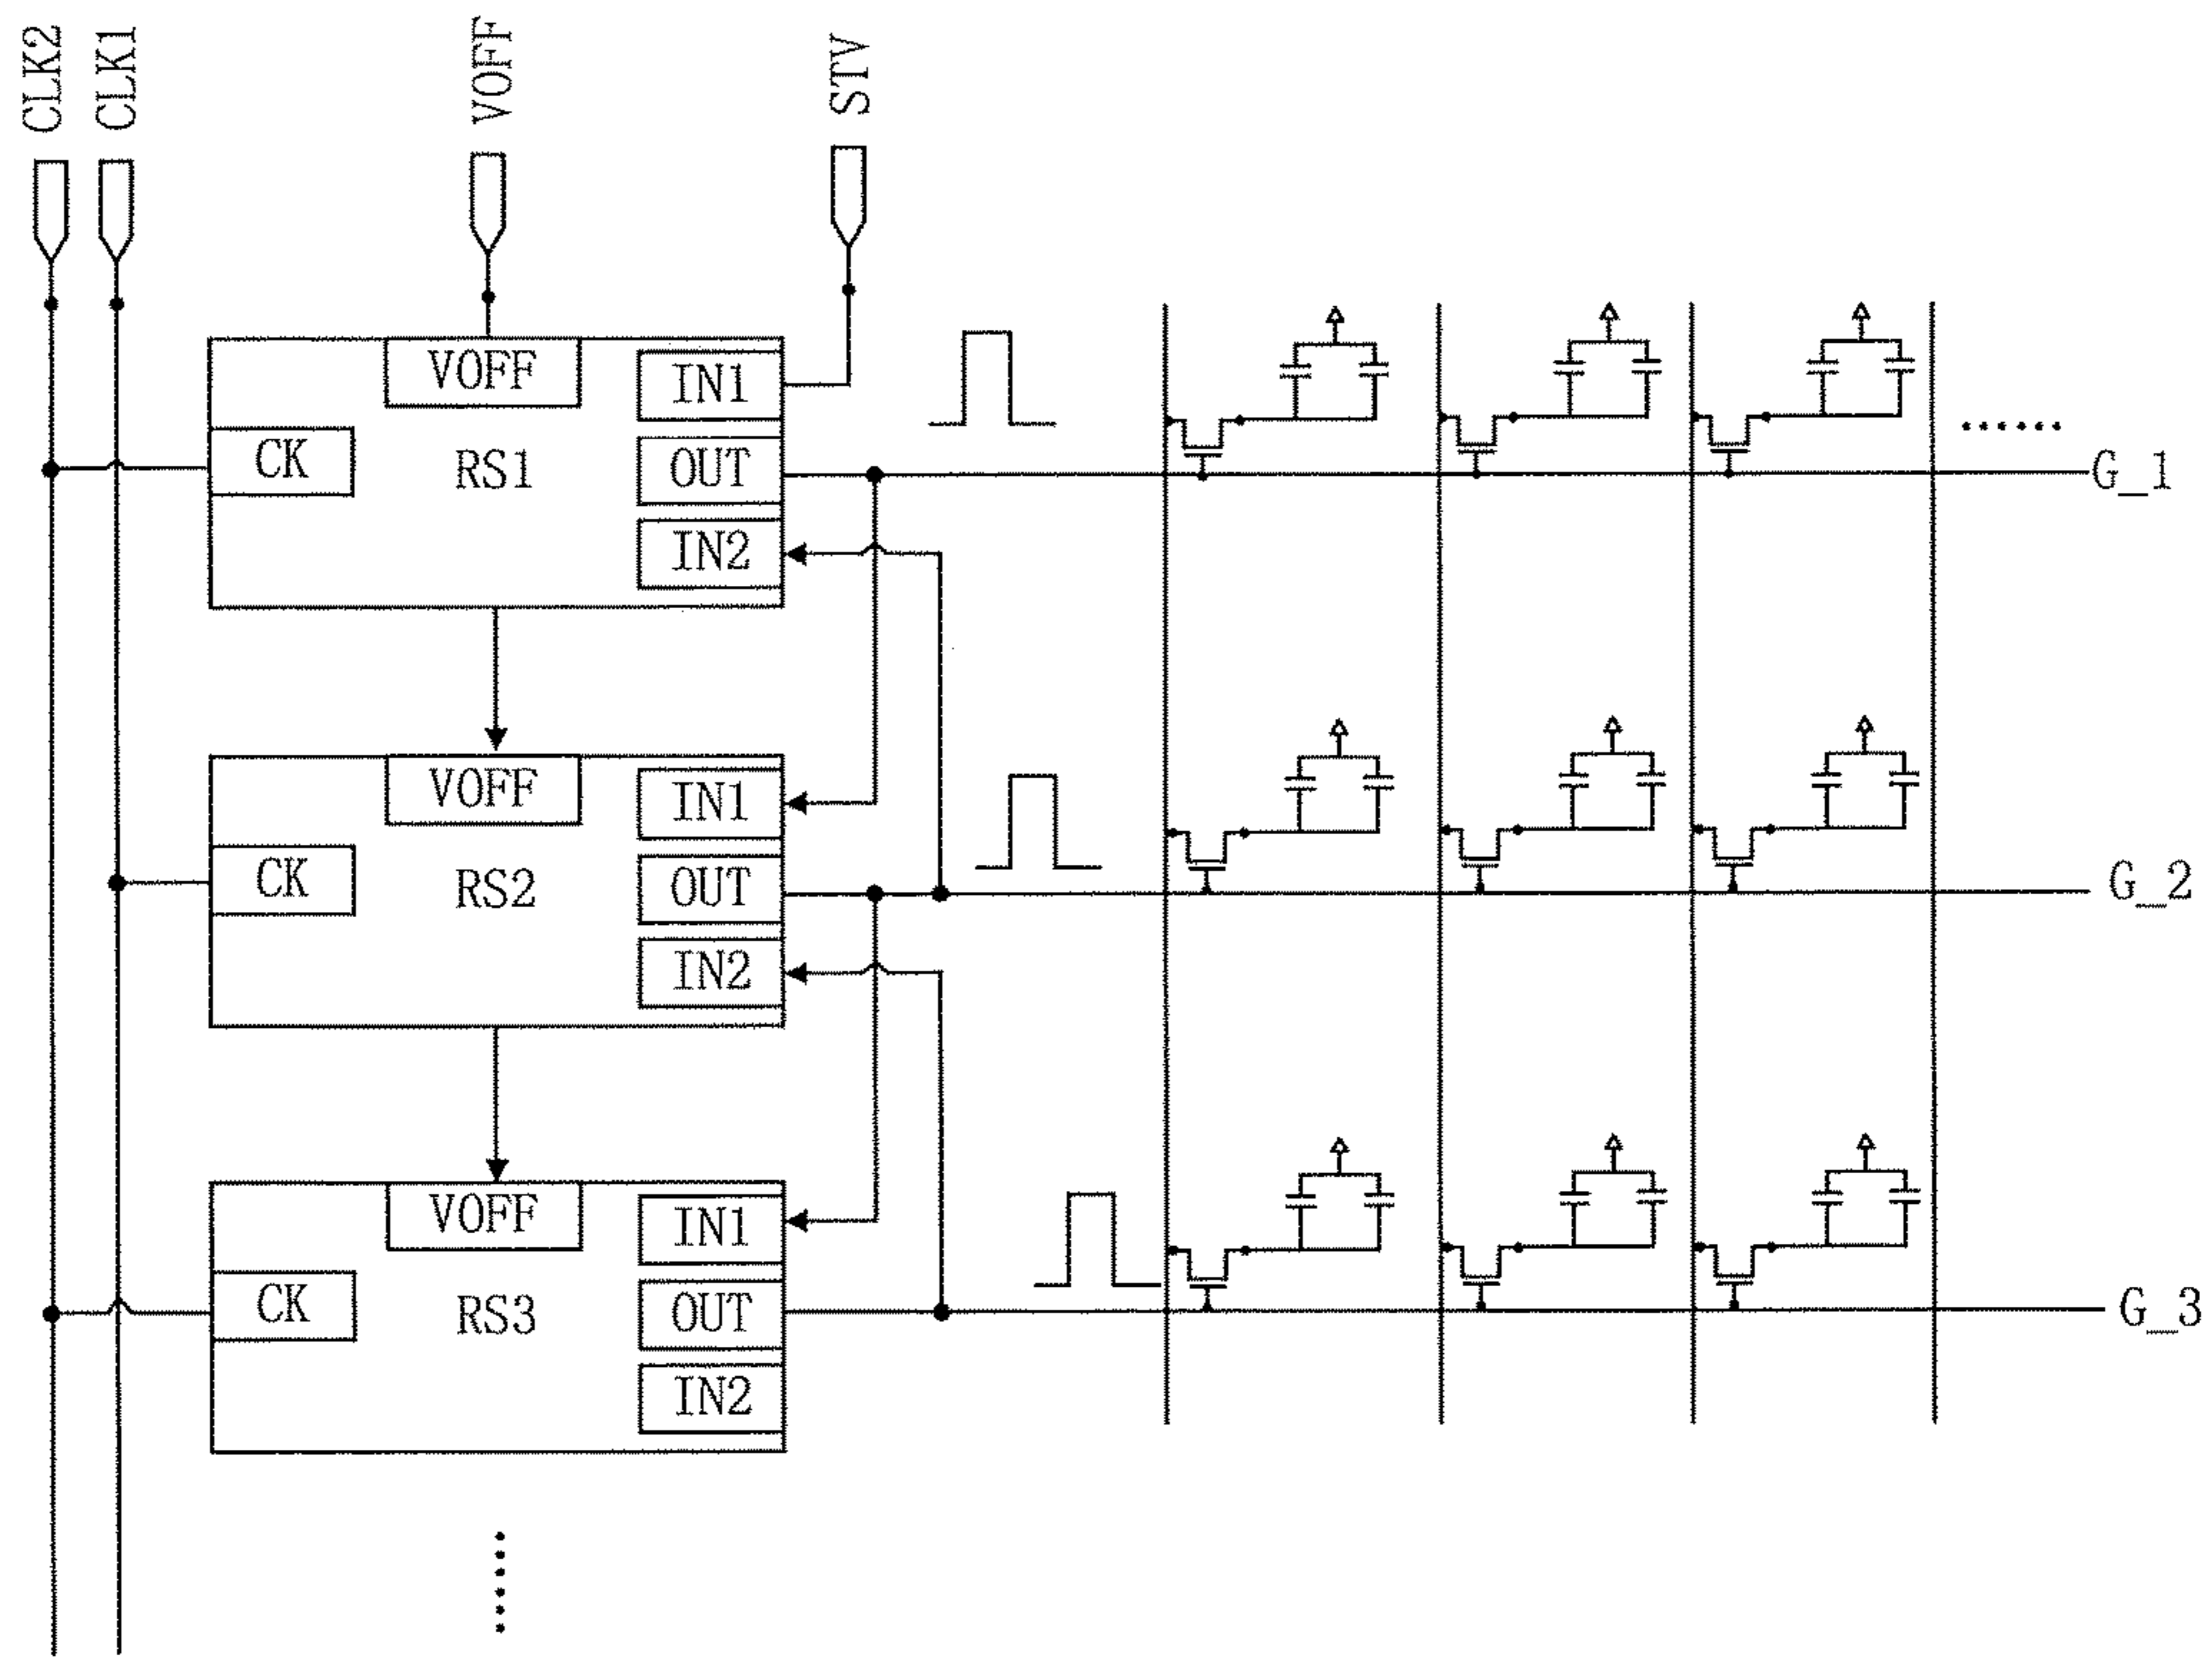 CLK2
CLK1
VOFF
STV
VOFF
IN1
CK
RS1
OUT
IN2
G_1
VOFF
IN1
CK
RS2
OUT
IN2
G_2
VOFF
IN1
CK
RS3
OUT
IN2
G_3